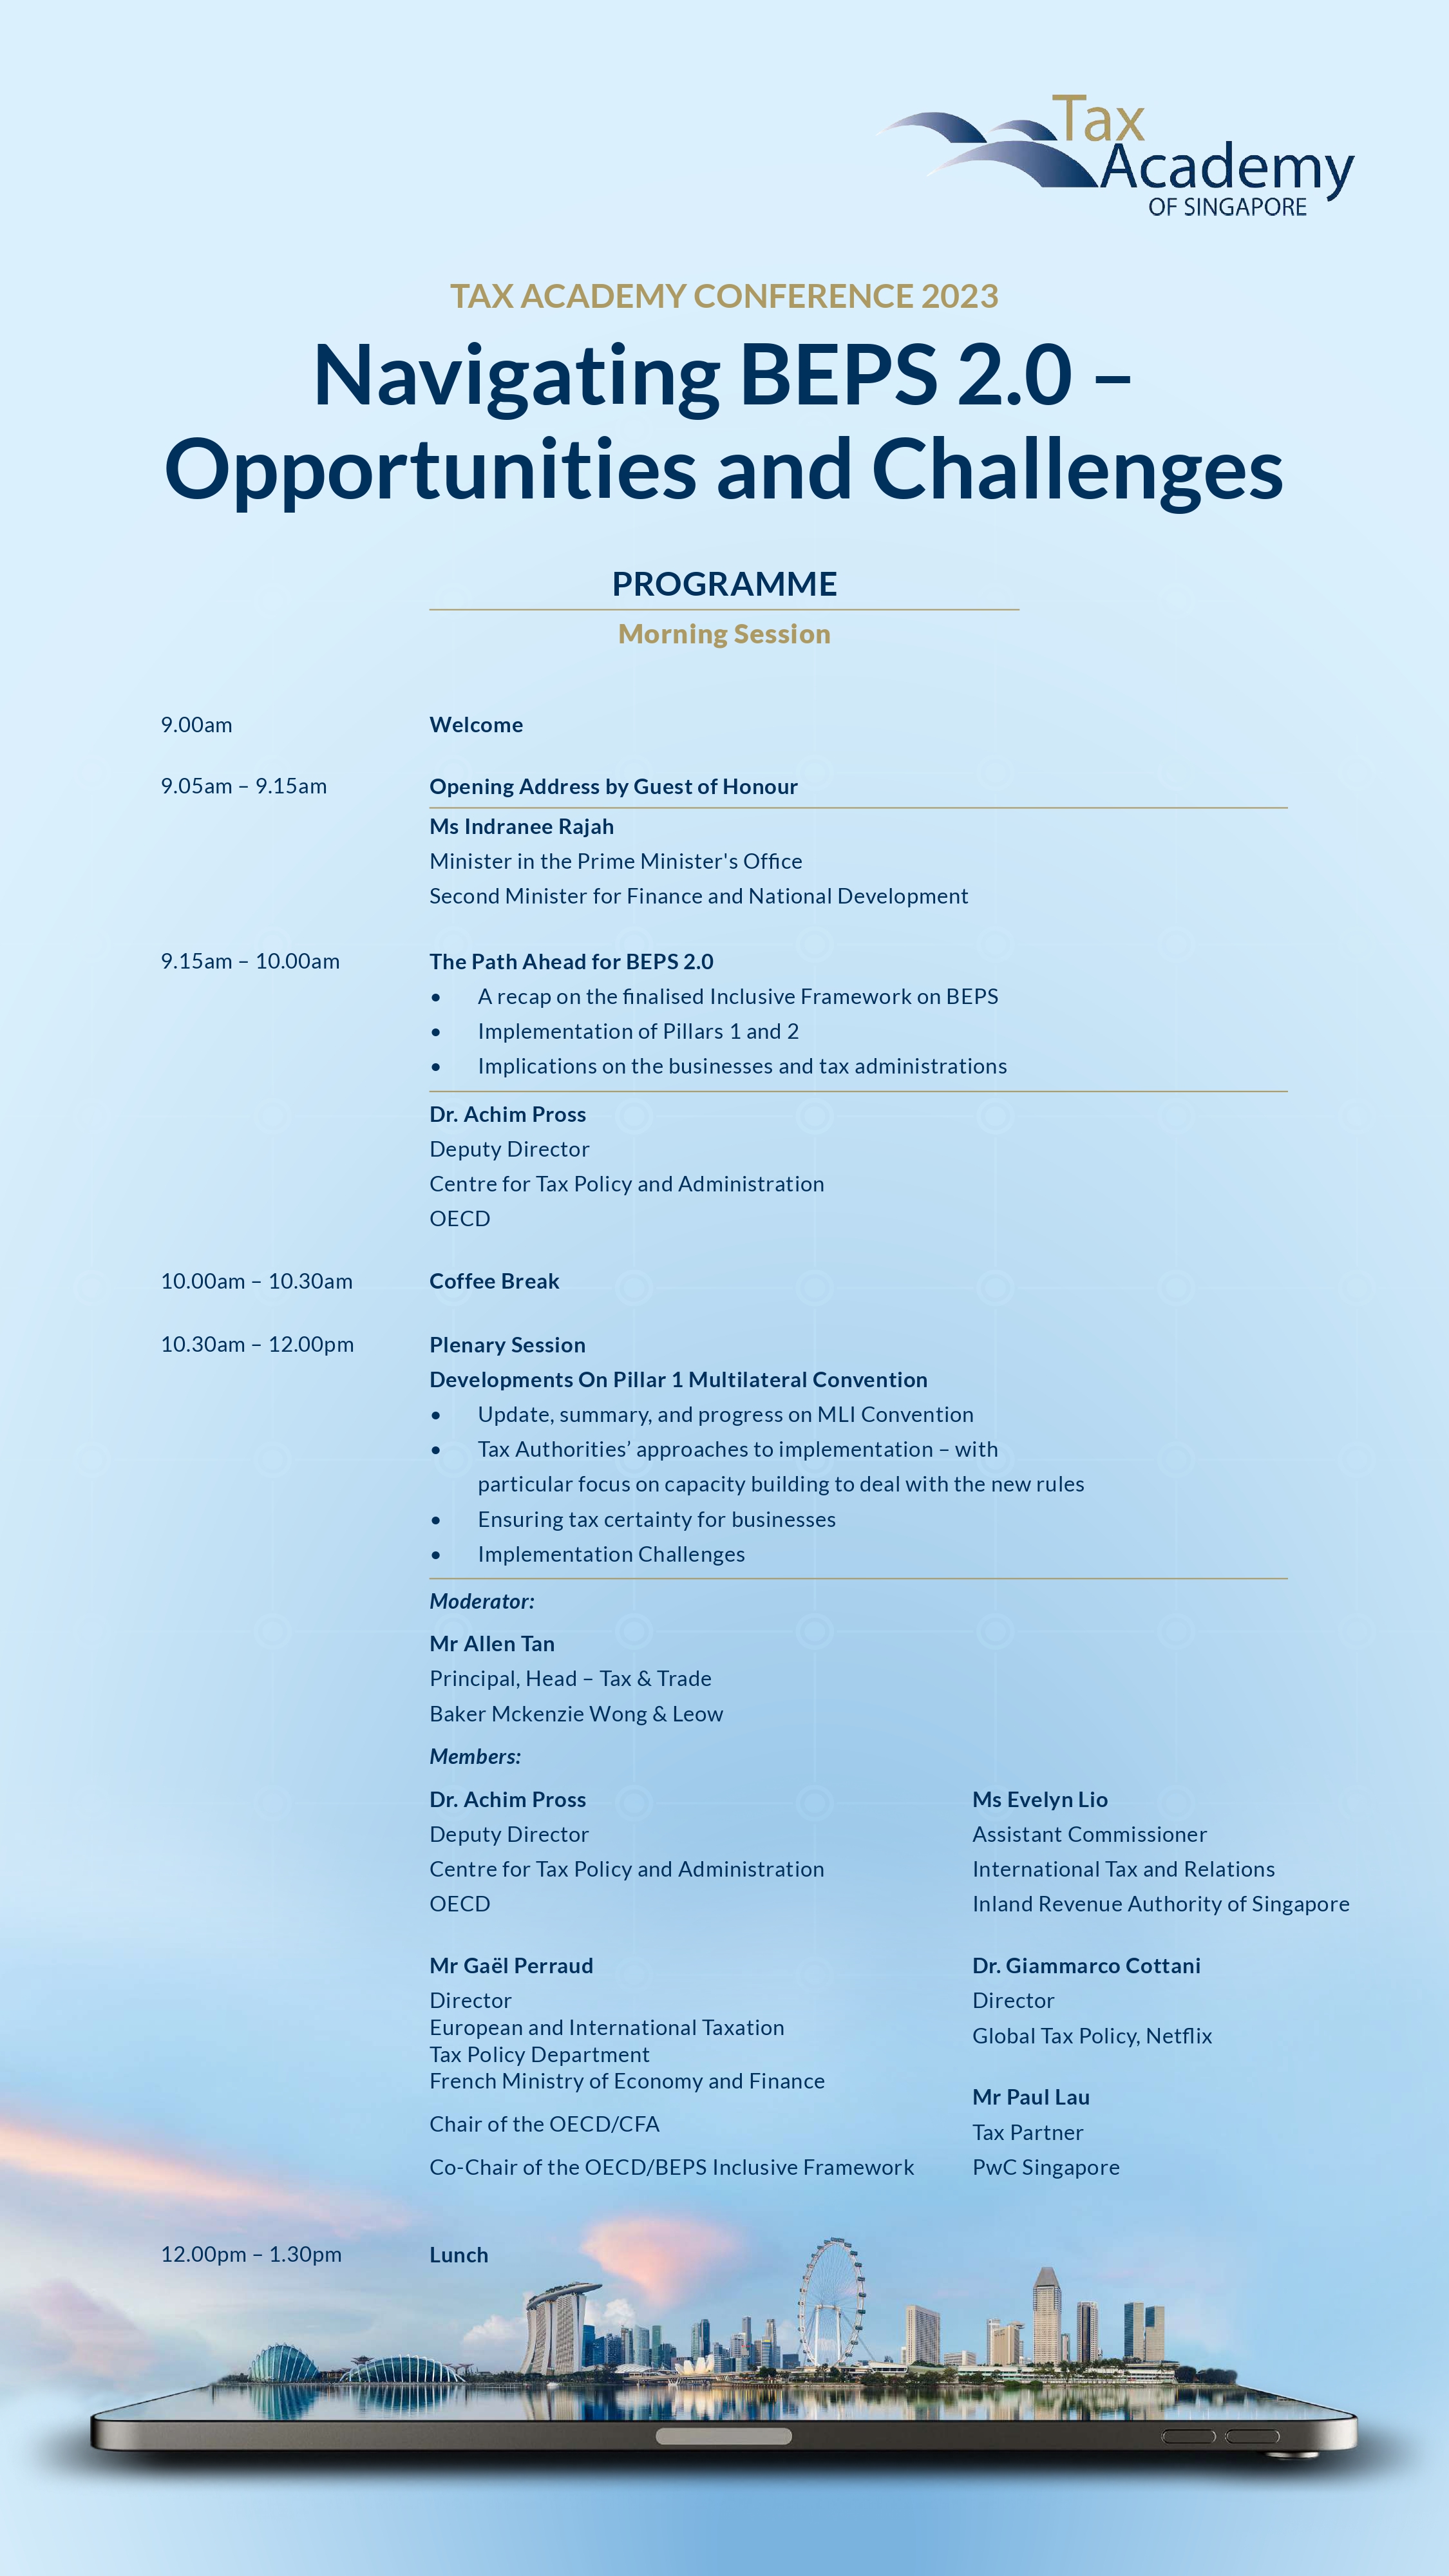 Tax
Academy
OF SINGAPORE
TAX ACADEMY CONFERENCE 2023
Navigating BEPS 2.0 –
Opportunities and Challenges
PROGRAMME
Morning Session
9.00am Welcome
9.05am – 9.15am Opening Address by Guest of Honour
Ms Indranee Rajah
Minister in the Prime Minister's Office
Second Minister for Finance and National Development
9.15am – 10.00am The Path Ahead for BEPS 2.0
• A recap on the finalised Inclusive Framework on BEPS
• Implementation of Pillars 1 and 2
• Implications on the businesses and tax administrations
Dr. Achim Pross
Deputy Director
Centre for Tax Policy and Administration
OECD
10.00am – 10.30am Coffee Break
10.30am – 12.00pm Plenary Session
Developments On Pillar 1 Multilateral Convention
• Update, summary, and progress on MLI Convention
• Tax Authorities’ approaches to implementation – with
particular focus on capacity building to deal with the new rules
• Ensuring tax certainty for businesses
• Implementation Challenges
Moderator:
Mr Allen Tan
Principal, Head – Tax & Trade
Baker Mckenzie Wong & Leow
Members:
Dr. Achim Pross
Deputy Director
Centre for Tax Policy and Administration
OECD
Mr Gaël Perraud
Director
European and International Taxation
Tax Policy Department
French Ministry of Economy and Finance
Chair of the OECD/CFA
Co-Chair of the OECD/BEPS Inclusive Framework
Ms Evelyn Lio
Assistant Commissioner
International Tax and Relations
Inland Revenue Authority of Singapore
Dr. Giammarco Cottani
Director
Global Tax Policy, Netflix
Mr Paul Lau
Tax Partner
PwC Singapore
12.00pm – 1.30pm Lunch